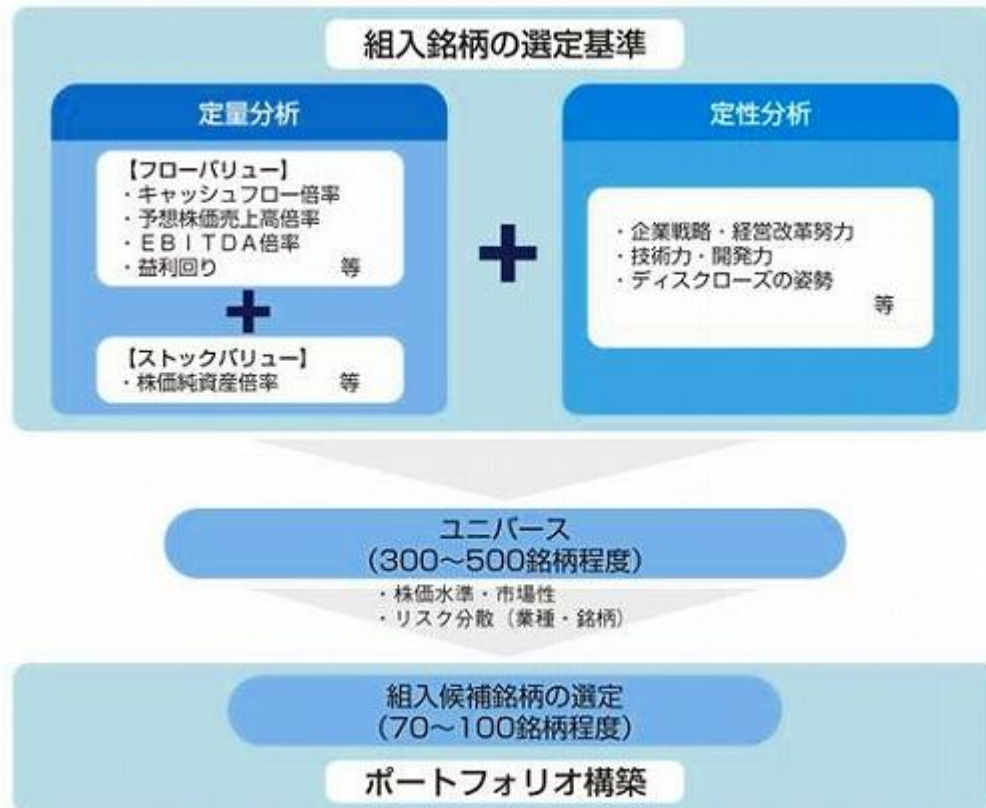 組入銘柄の選定基準
定量分析
【フローバリュー】
・キャッシュフロー倍率
・予想株価売上高倍率
・ＥＢＩＴＤＡ倍率
・益利回り 等
+
【ストックバリュー】
・株価純資産倍率 等
+
定性分析
・企業戦略・経営改革努力
・技術力・開発力
・ディスクローズの姿勢
等
ユニバース
(300〜500銘柄程度)
・株価水準・市場性
・リスク分散（業種・銘柄）
組入候補銘柄の選定
(70〜100銘柄程度)
ポートフォリオ構築